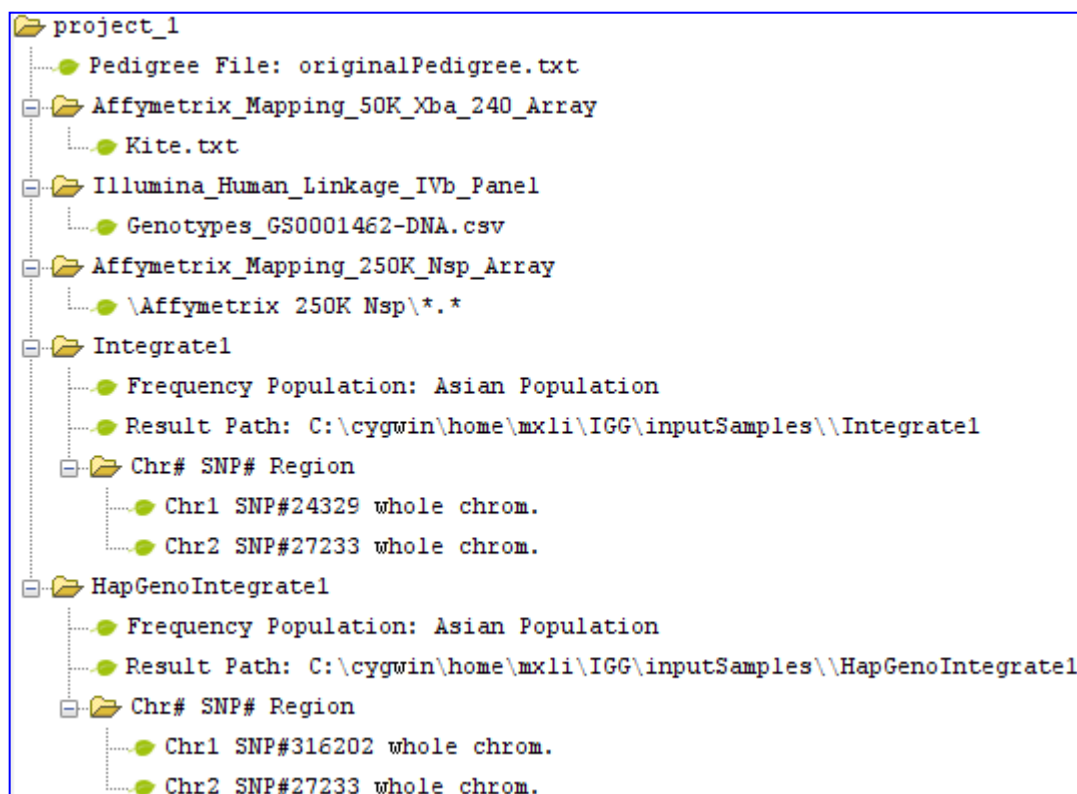 project_1
Pedigree File: originalPedigree.txt
Affymetrix_Mapping_50K_Xba_240_Array
Kite.txt
Illumina_Human_Linkage_IVb_Panel
Genotypes_GS0001462-DNA.csv
Affymetrix_Mapping_250K_Nsp_Array
\Affymetrix 250K Nsp\*.*
Integrate1
Frequency Population: Asian Population
Result Path: C:\cygwin\home\mxli\IGG\inputSamples\\Integrate1
Chr# SNP# Region
Chr1 SNP#24329 whole chrom.
Chr2 SNP#27233 whole chrom.
HapGenoIntegrate1
Frequency Population: Asian Population
Result Path: C:\cygwin\home\mxli\IGG\inputSamples\\HapGenoIntegrate1
Chr# SNP# Region
Chr1 SNP#316202 whole chrom.
Chr2 SNP#27233 whole chrom.